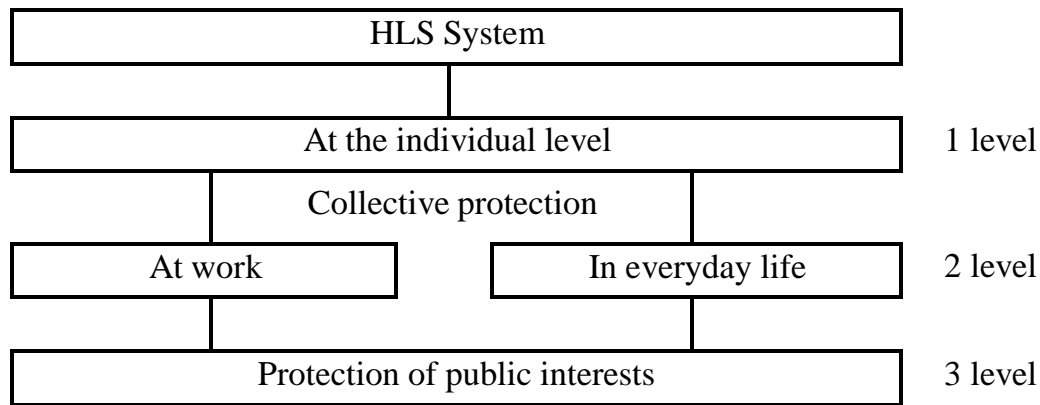 HLS System
At the individual level 1 level
Collective protection
At work In everyday life 2 level
Protection of public interests 3 level